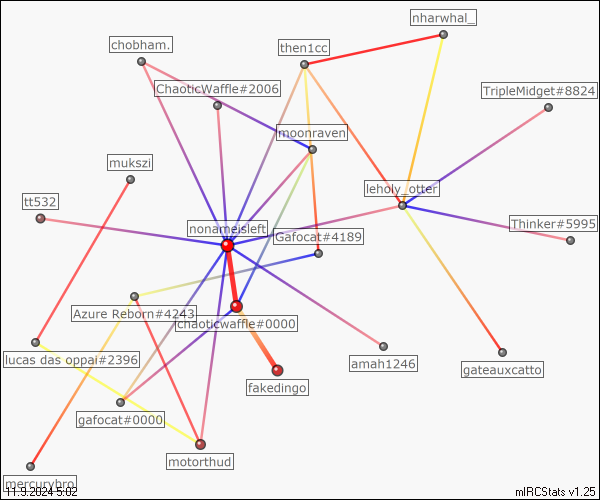 nharwhal_
chobham.
then1cc
ChaoticWaffle#2006
TripleMidget#8824
moonraven
mukszi
leholy_otter
tt532
nonameisleft
Thinker#5995
Gafocat#4189
Azure Reborn#4243
chaoticwaffle#0000
lucas das oppai#2396
amah1246
gateauxcatto
fakedingo
gafocat#0000
motorthud
mercurybro
11.9.2024 5:02
mIRCStats v1.25